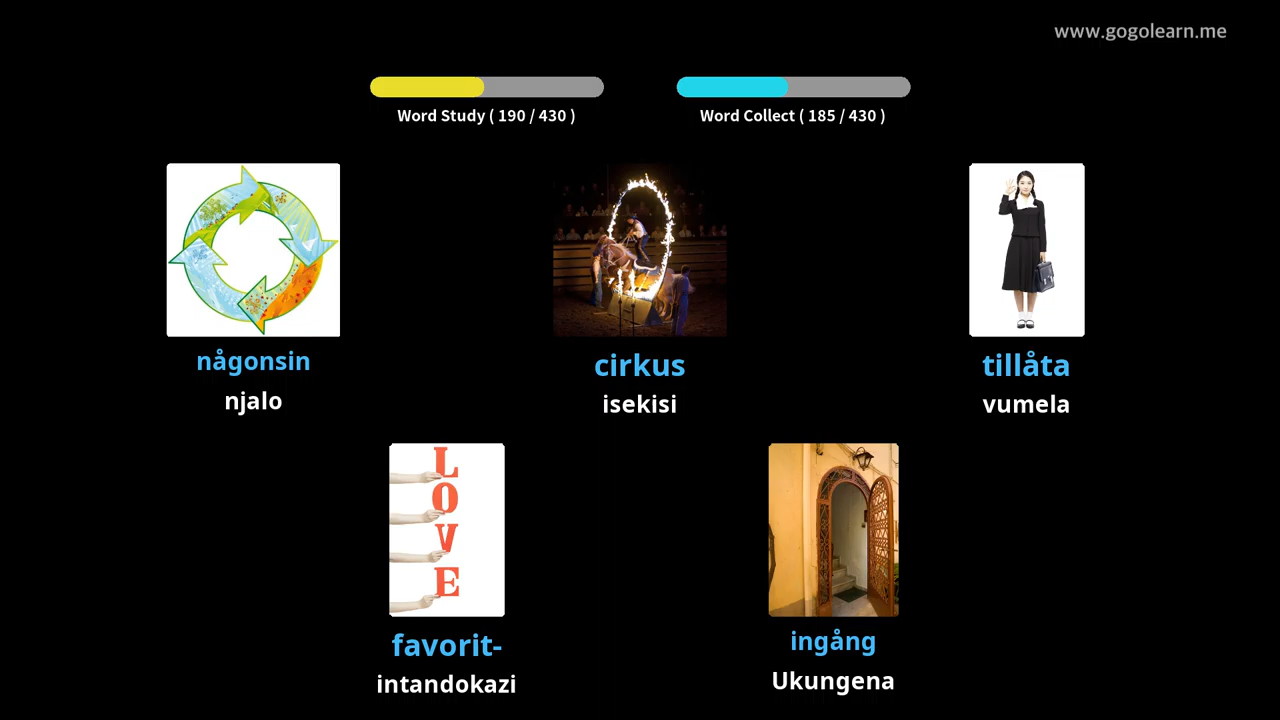 www.gogolearn.me
Word Study ( 190 / 430 )
Word Collect ( 185 / 430 )
någonsin
njalo
cirkus
isekisi
tillåta
vumela
L
O
V
E
favorit-
intandokazi
ingång
Ukungena